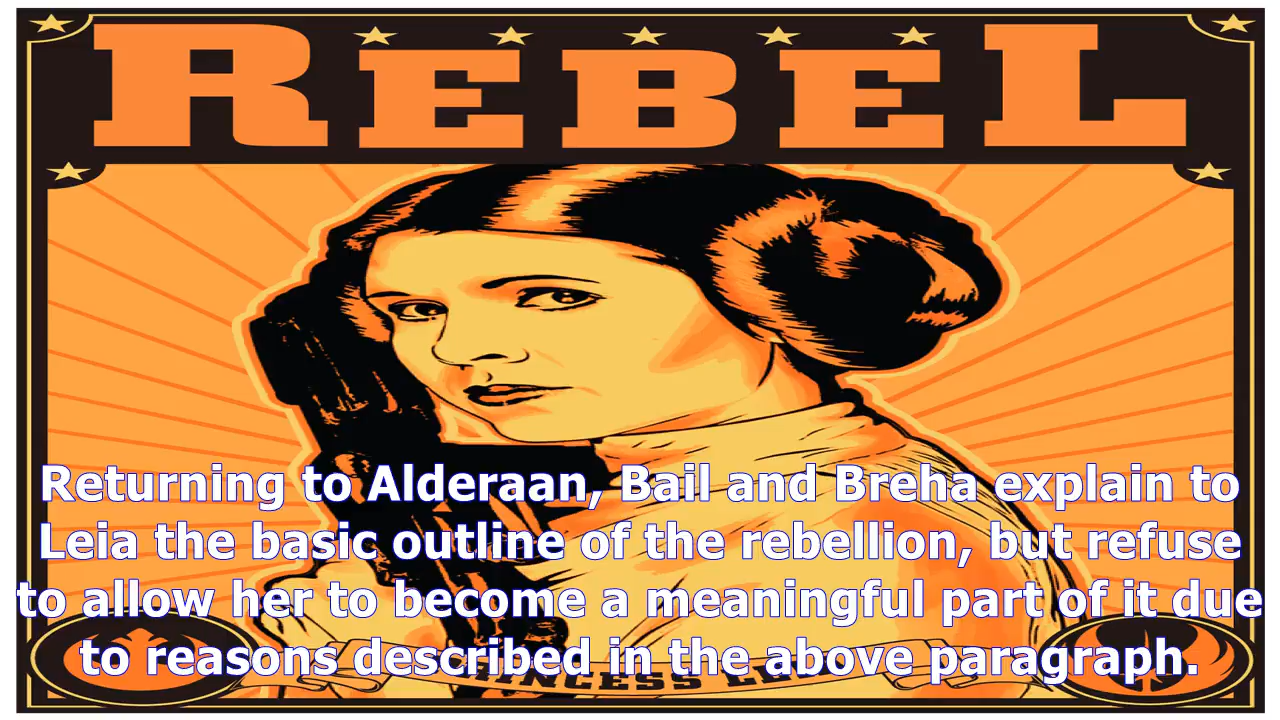 REBEL
Returning to Alderaan, Bail and Breha explain to
Leia the basic outline of the rebellion, but refuse
to allow her to become a meaningful part of it due
to reasons described in the above paragraph.